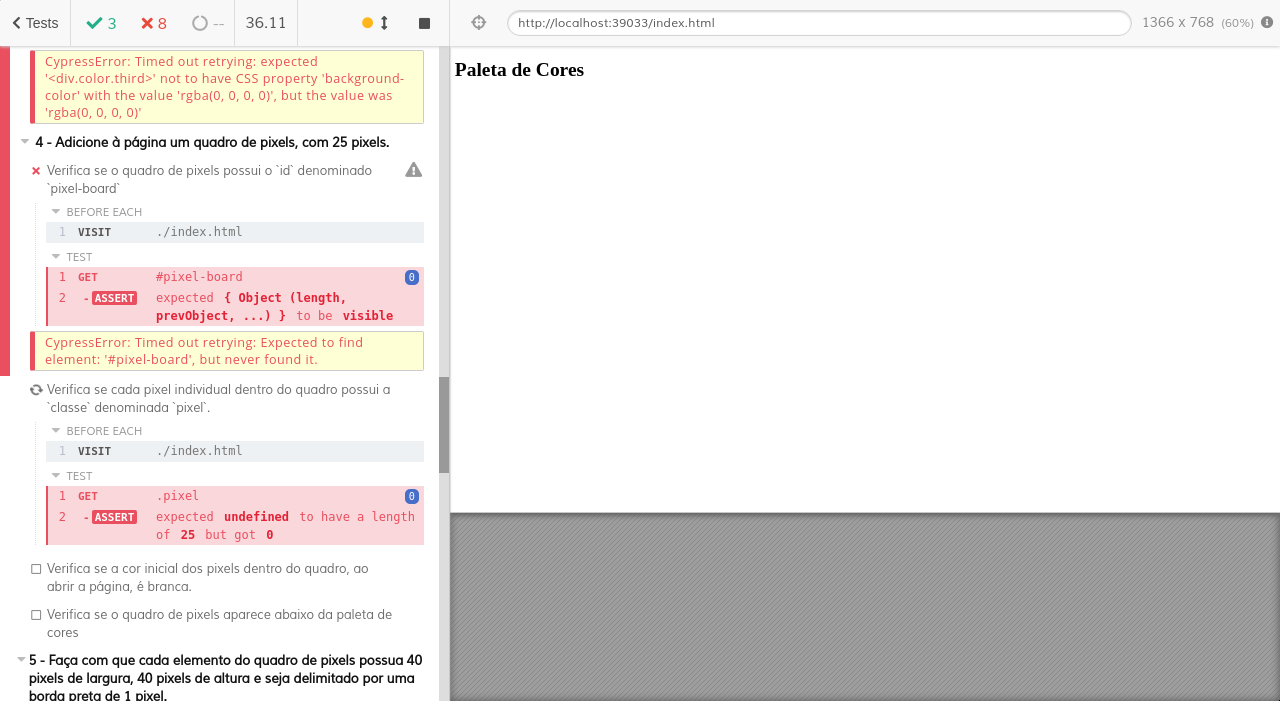 Tests
3
8
--
36.11
http://localhost:39033/index.html
1366 x 768 (60%)
CypressError: Timed out retrying: expected
'<div.color.third>' not to have CSS property 'background-
color' with the value 'rgba(0, 0, 0, 0)', but the value was
'rgba(0, 0, 0, 0)'
4 - Adicione à página um quadro de pixels, com 25 pixels.
Verifica se o quadro de pixels possui o `id` denominado
`pixel-board`
BEFORE EACH
1 VISIT ./index.html
TEST
1 GET #pixel-board 0
2 -ASSERT expected { Object (length,
prevObject, ...) } to be visible
CypressError: Timed out retrying: Expected to find
element: '#pixel-board', but never found it.
Verifica se cada pixel individual dentro do quadro possui a
`classe` denominada `pixel`.
BEFORE EACH
1 VISIT ./index.html
TEST
1 GET .pixel 0
2 -ASSERT expected undefined to have a length
of 25 but got 0
Verifica se a cor inicial dos pixels dentro do quadro, ao
abrir a página, é branca.
Verifica se o quadro de pixels aparece abaixo da paleta de
cores
5 - Faça com que cada elemento do quadro de pixels possua 40
pixels de largura, 40 pixels de altura e seja delimitado por uma
borda preta de 1 pixel.
Paleta de Cores